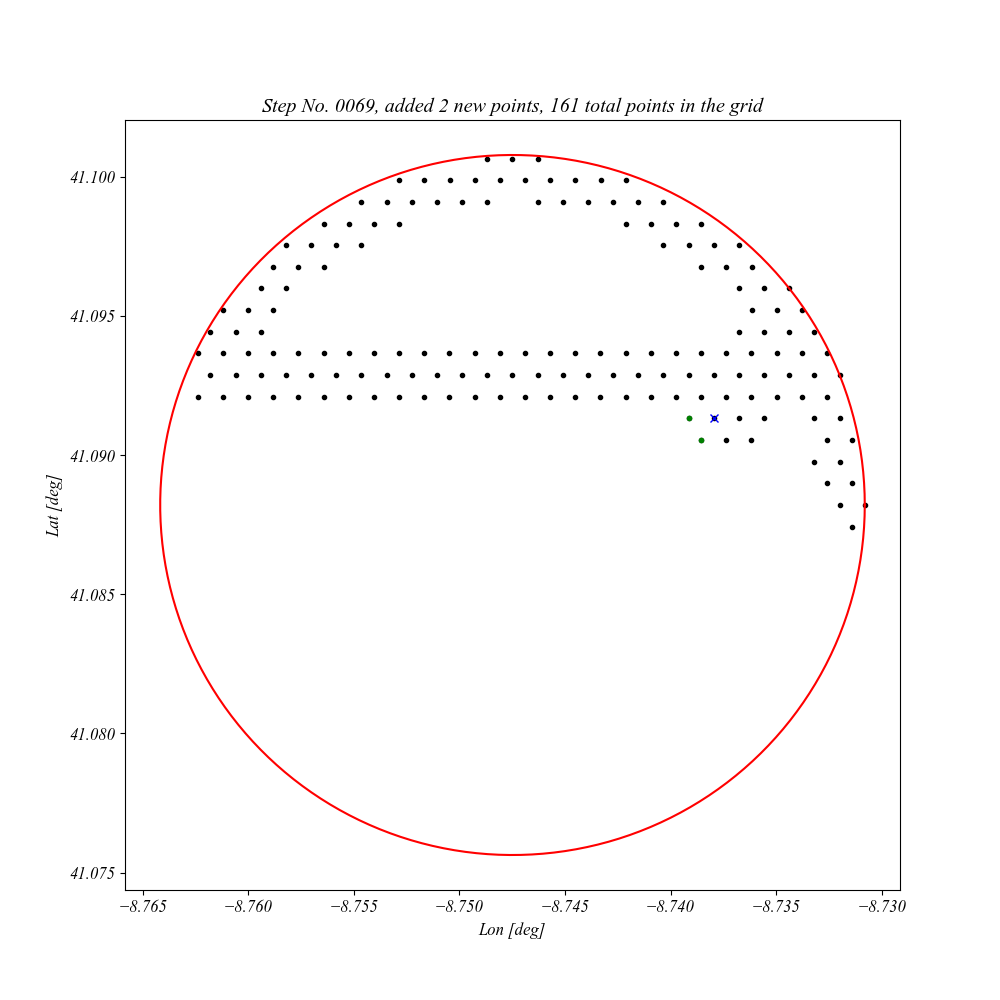 Step No. 0069, added 2 new points, 161 total points in the grid
41.100
41.095
41.090
41.085
41.080
41.075
Lat [deg]
−8.765 −8.760 −8.755 −8.750 −8.745 −8.740 −8.735 −8.730
Lon [deg]